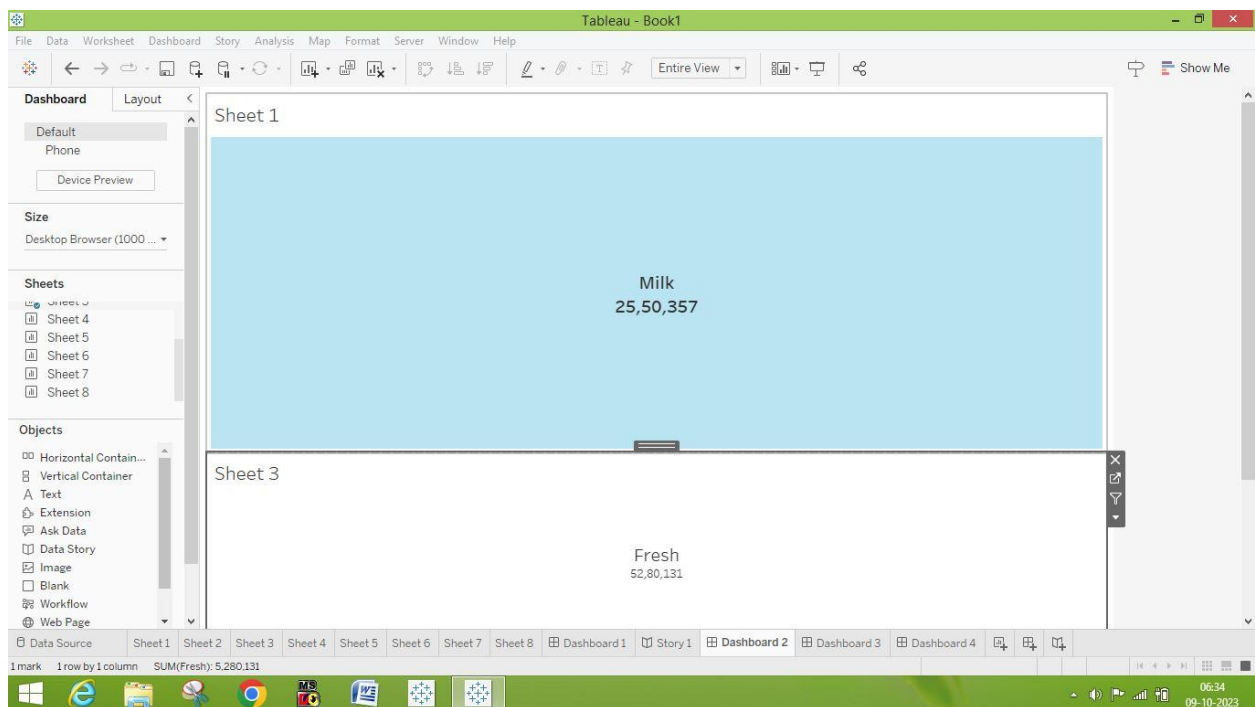 Tableau - Book1
File Data Worksheet Dashboard Story Analysis Map Format Server Window Help
Entire View
Show Me
Dashboard Layout
Default
Phone
Device Preview
Size
Desktop Browser (1000 ...
Sheets
Sheet 4
Sheet 5
Sheet 6
Sheet 7
Sheet 8
Objects
Horizontal Contain...
Vertical Container
Text
Extension
Ask Data
Data Story
Image
Blank
Workflow
Web Page
Sheet 1
Milk
25,50,357
Sheet 3
Fresh
52,80,131
Data Source Sheet 1 Sheet 2 Sheet 3 Sheet 4 Sheet 5 Sheet 6 Sheet 7 Sheet 8 Dashboard 1 Story 1 Dashboard 2 Dashboard 3 Dashboard 4
1 mark 1 row by 1 column SUM(Fresh): 5,280,131
MS
06:34
09-10-2023